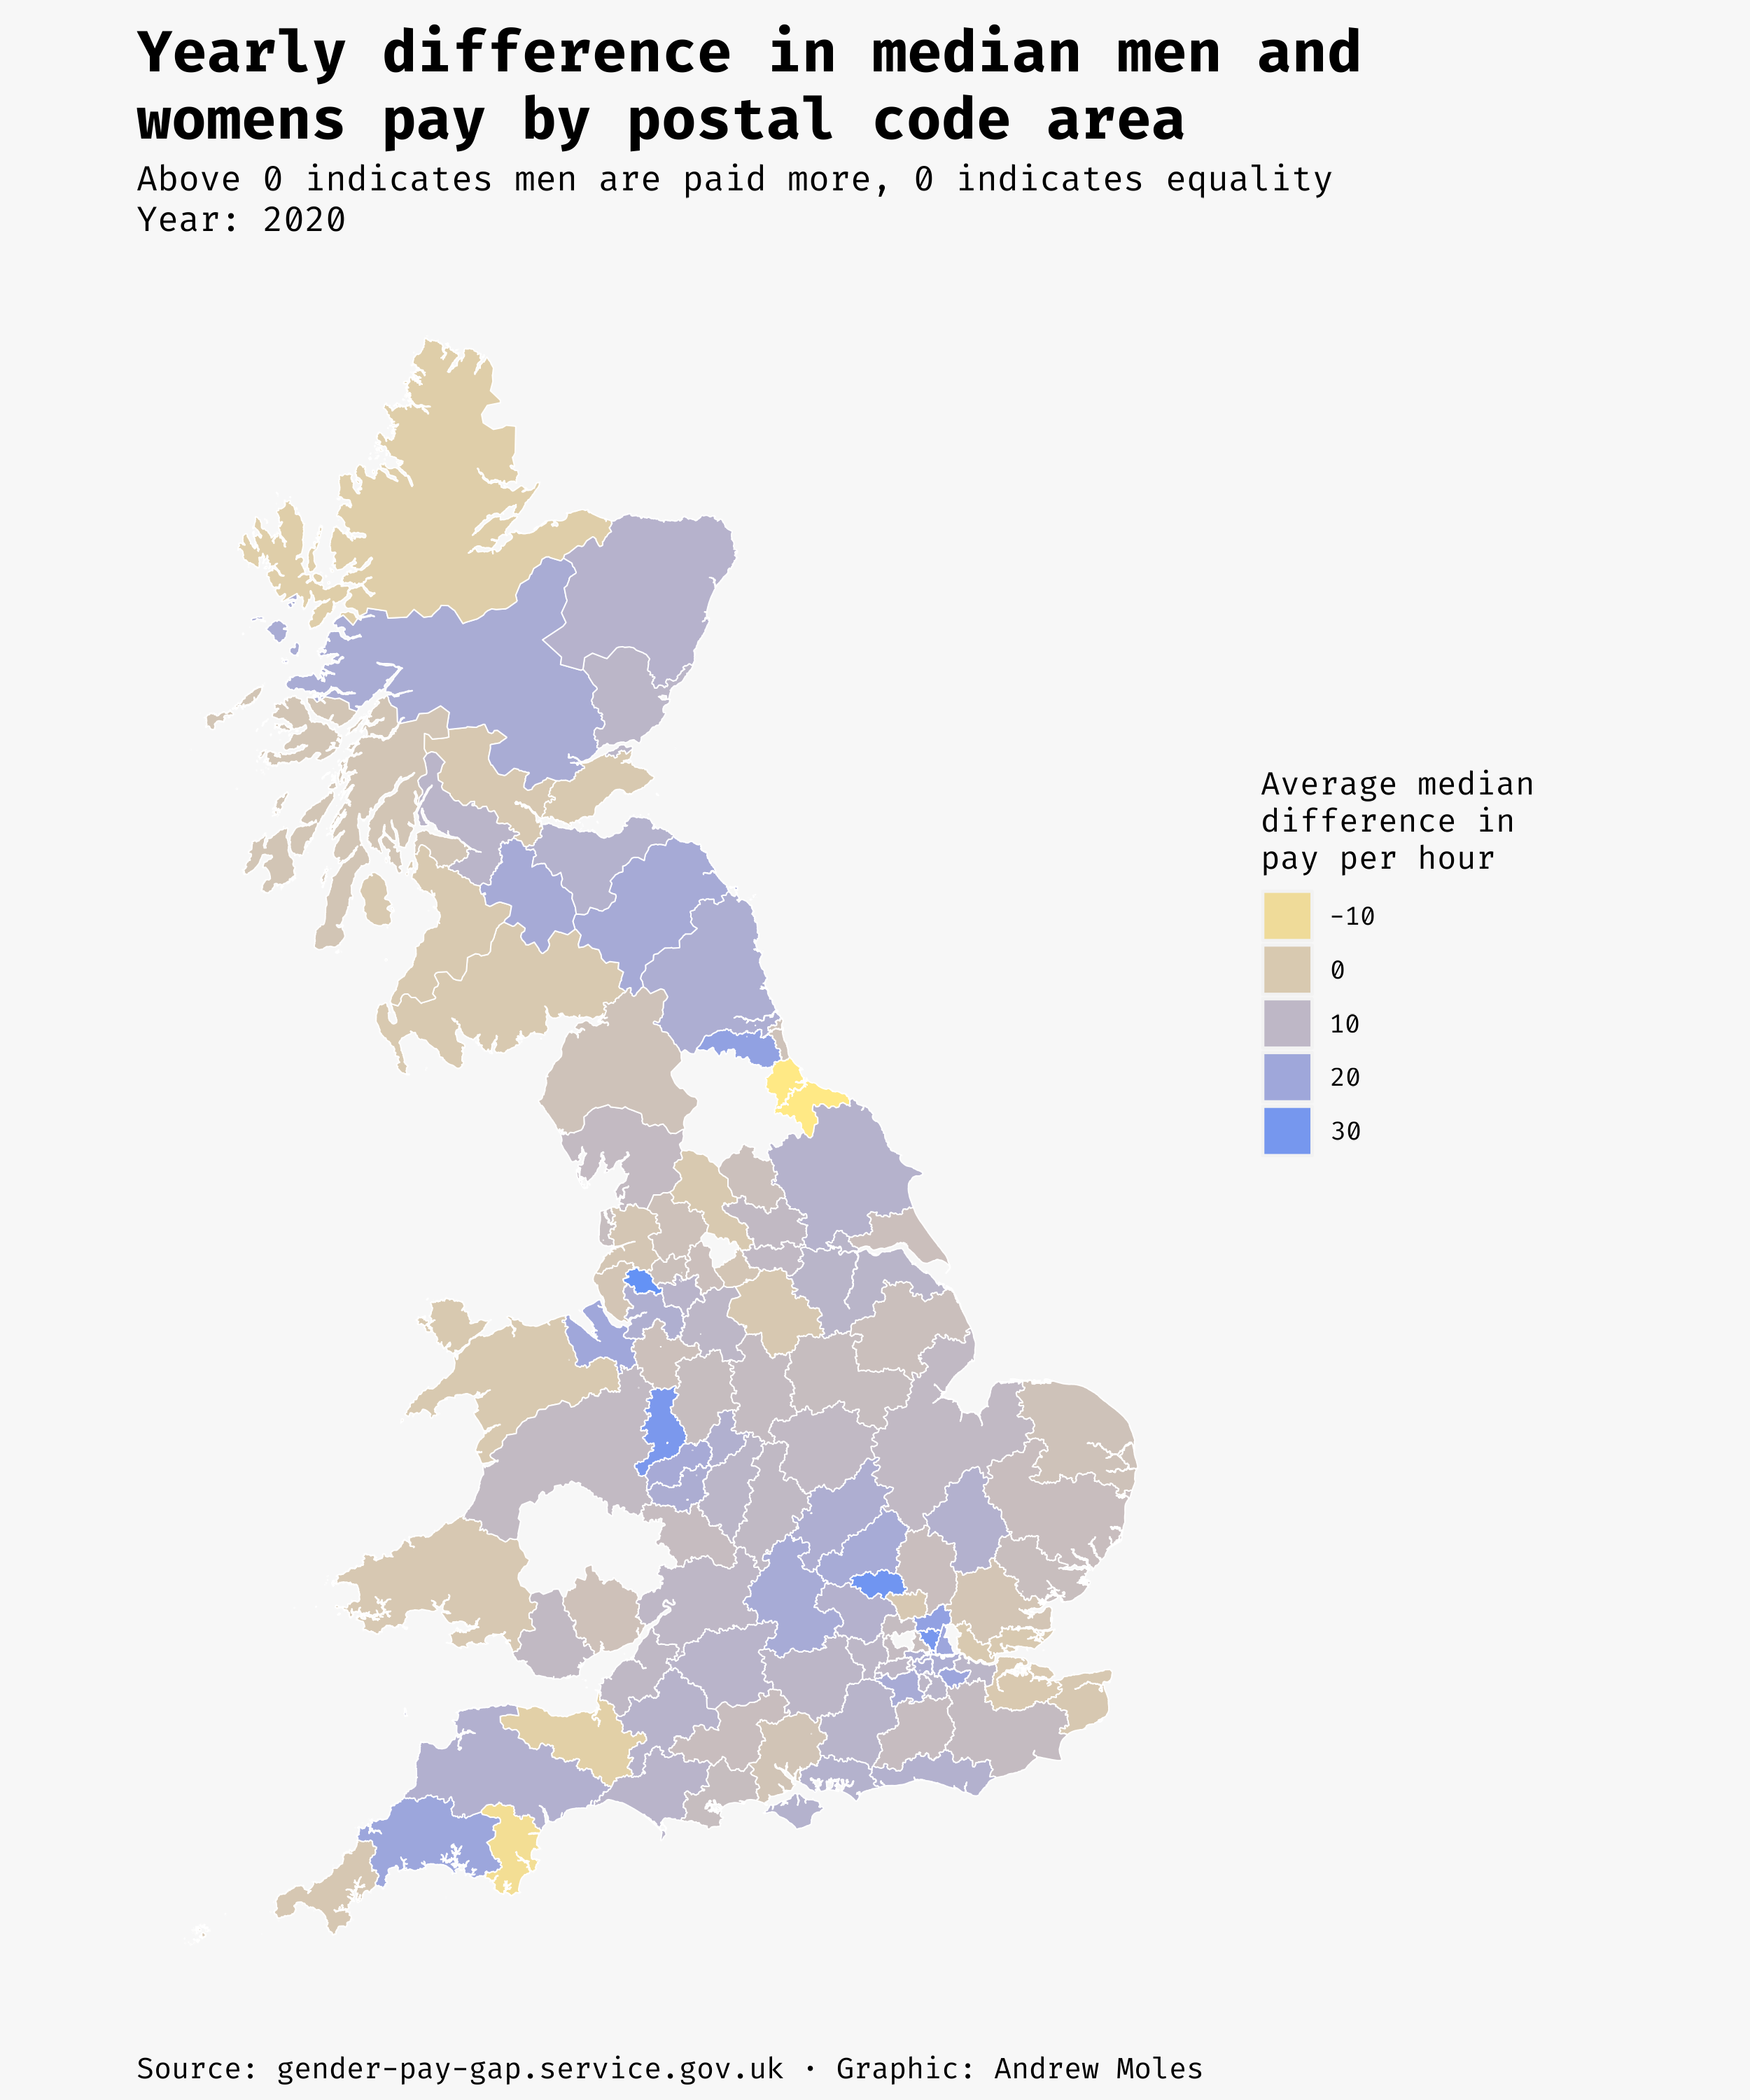 Yearly difference in median men and
womens pay by postal code area
Above 0 indicates men are paid more, 0 indicates equality
Year: 2020
Average median
difference in
pay per hour
-10
0
10
20
30
Source: gender-pay-gap.service.gov.uk · Graphic: Andrew Moles